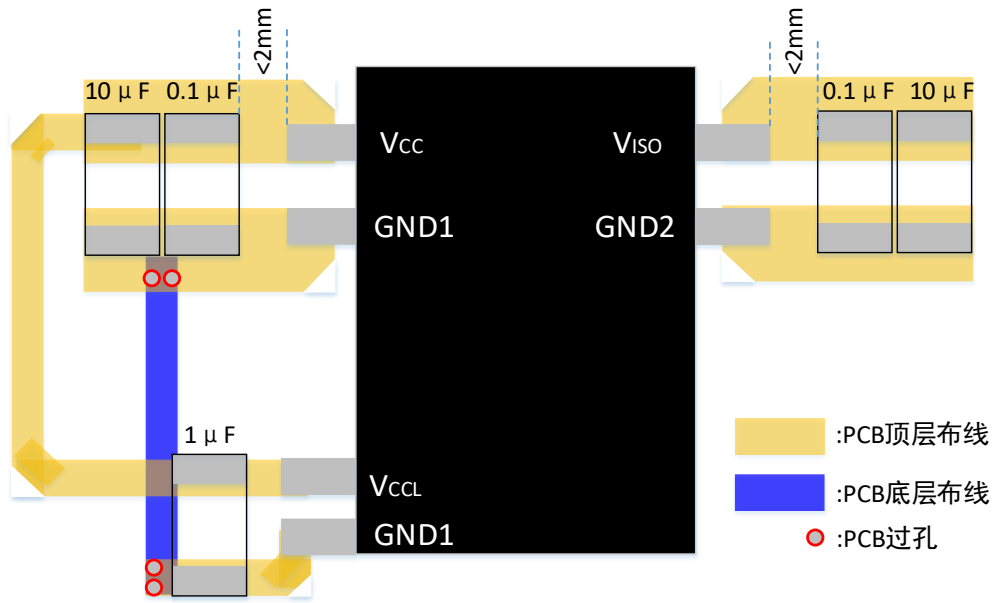 <2mm
<2mm
10 μ F
0.1 μ F
0.1 μ F
10 μ F
VCC
VISO
GND1
GND2
1 μ F
VCCL
GND1
:PCB顶层布线
:PCB底层布线
:PCB过孔